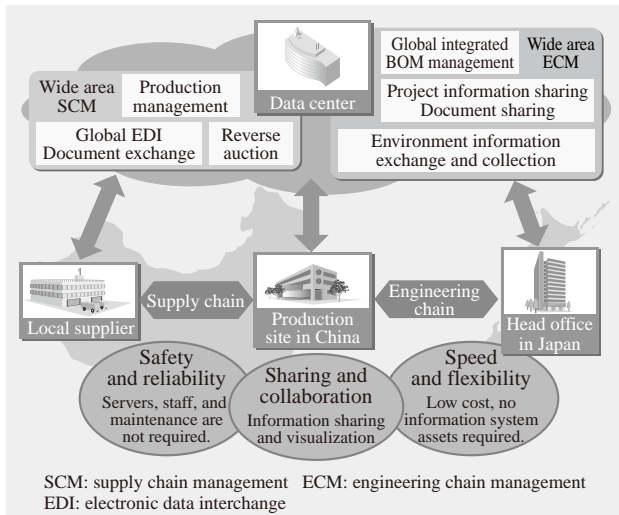 Wide area
SCM
Production
management
Global EDI
Document exchange
Reverse
auction
Data center
Global integrated
BOM management
Wide area
ECM
Project information sharing
Document sharing
Environment information
exchange and collection
Local supplier
Supply chain
Production
site in China
Engineering
chain
Head office
in Japan
Safety
and reliability
Servers, staff, and
maintenance are
not required.
Sharing and
collaboration
Information sharing
and visualization
Speed
and flexibility
Low cost, no
information system
assets required.
SCM: supply chain management ECM: engineering chain management
EDI: electronic data interchange